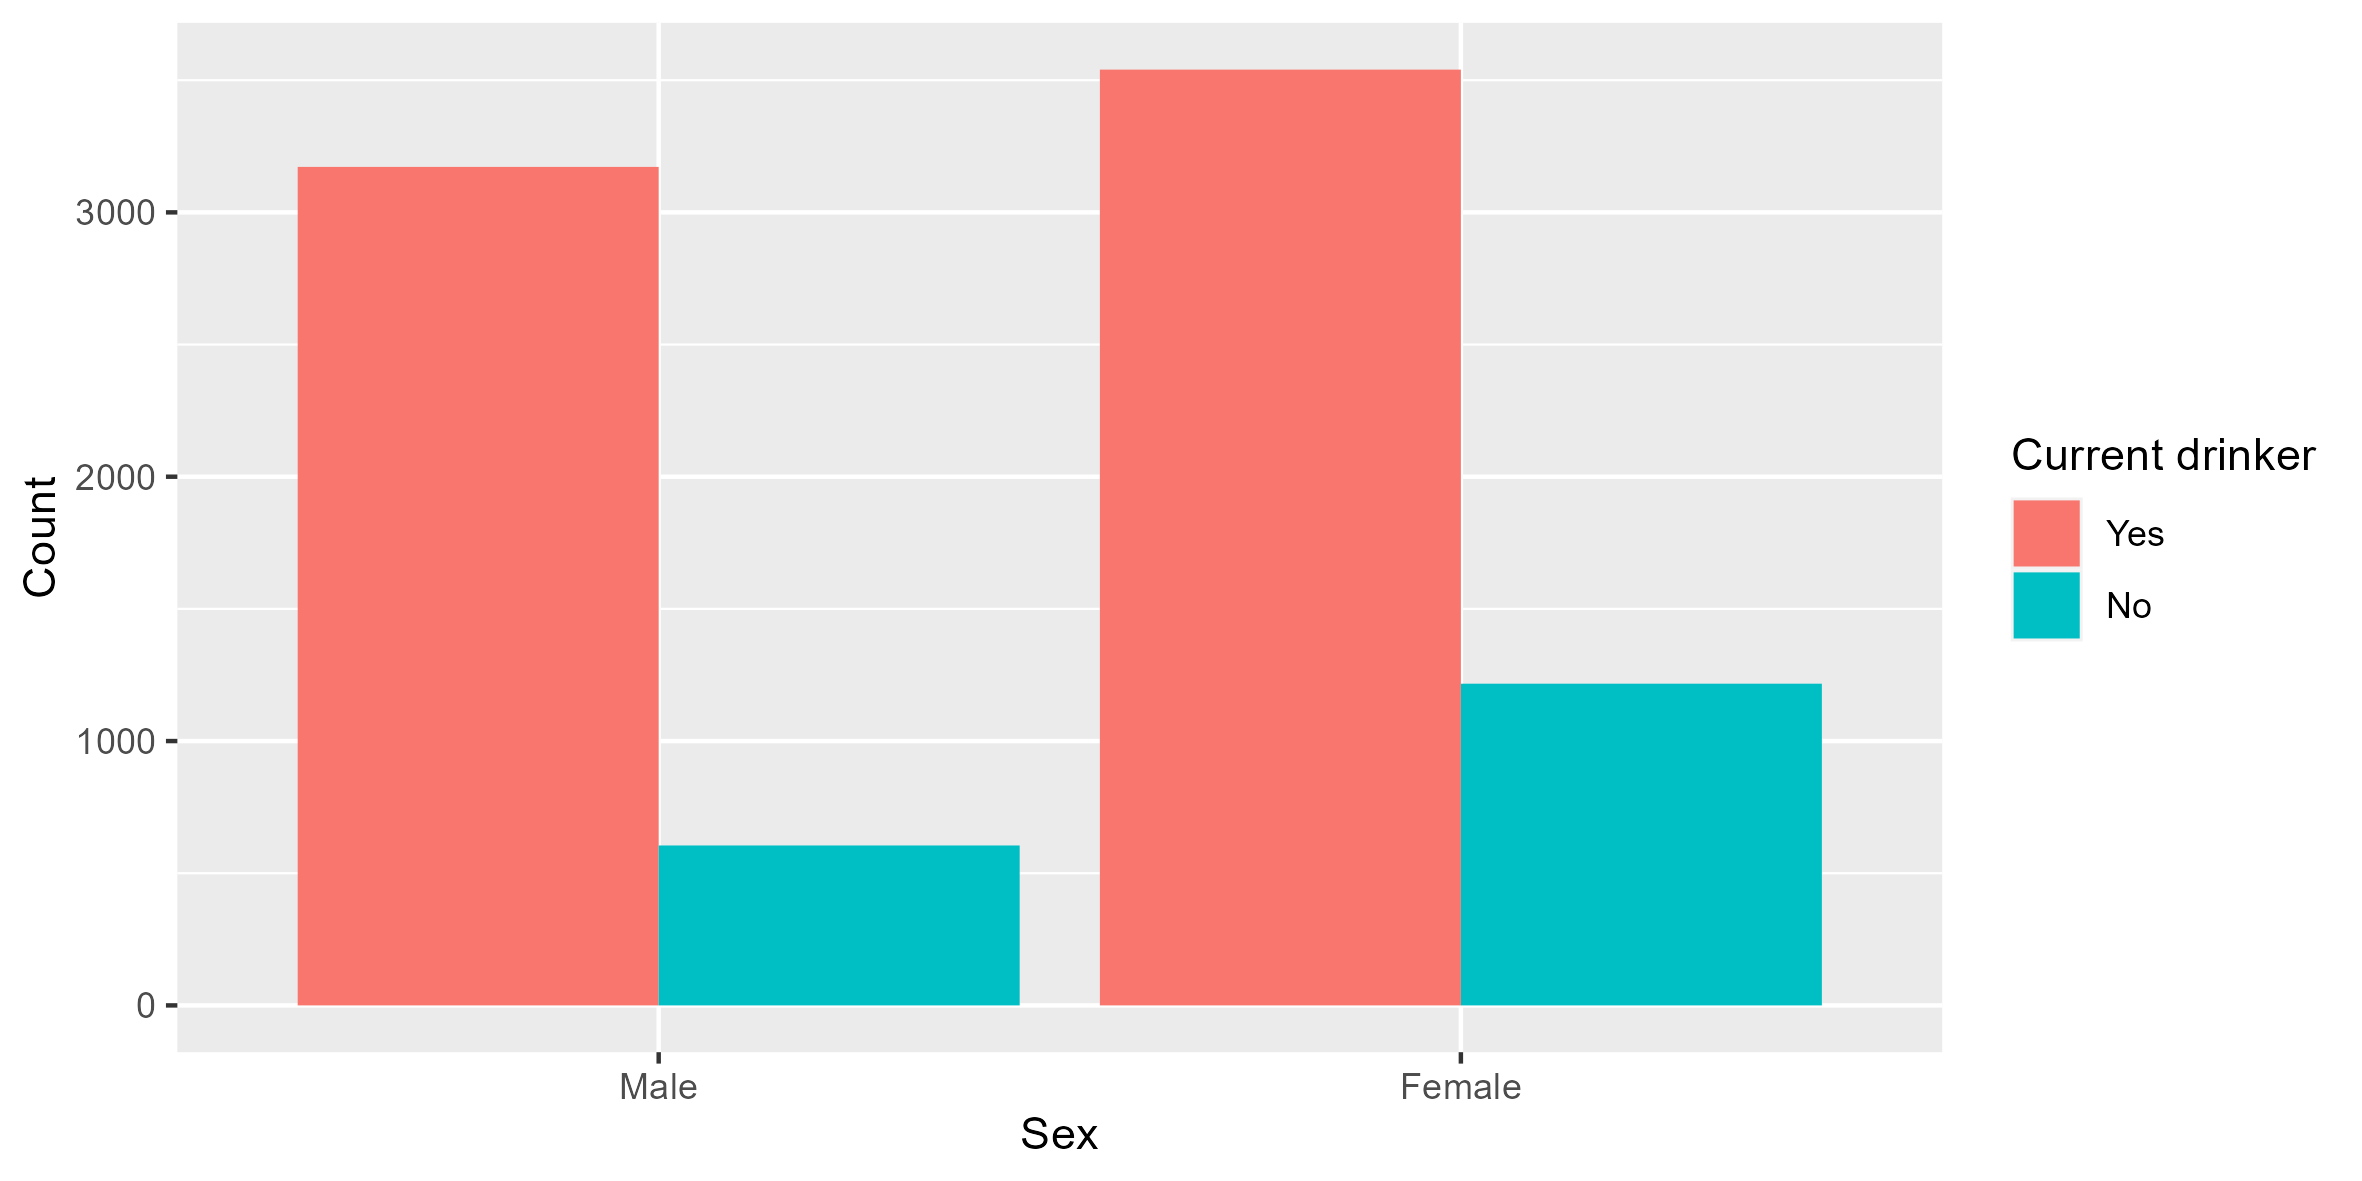 3000
2000
1000
0
Count
Male
Female
Sex
Current drinker
Yes
No